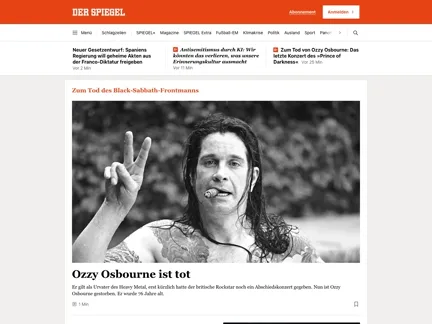 DER SPIEGEL
Abonnement
Anmelden
Menü
Schlagzeilen
SPIEGEL+
Magazine
SPIEGEL Extra
Fußball-EM
Klimakrise
Politik
Ausland
Sport
Neuer Gesetzentwurf: Spaniens
Regierung will geheime Akten aus
der Franco-Diktatur freigeben
Vor 2 Min
Antisemitismus durch KI: Wir
könnten das verlieren, was unsere
Erinnerungskultur ausmacht
Vor 11 Min
Zum Tod von Ozzy Osbourne: Das
letzte Konzert des »Prince of
Darkness« Vor 26 Min
Zum Tod des Black-Sabbath-Frontmanns
Ozzy Osbourne ist tot
Er gilt als Urvater des Heavy Metal, erst kürzlich hatte der britische Rockstar noch ein Abschiedskonzert gegeben. Nun ist Ozzy
Osbourne gestorben. Er wurde 76 Jahre alt.
1 Min